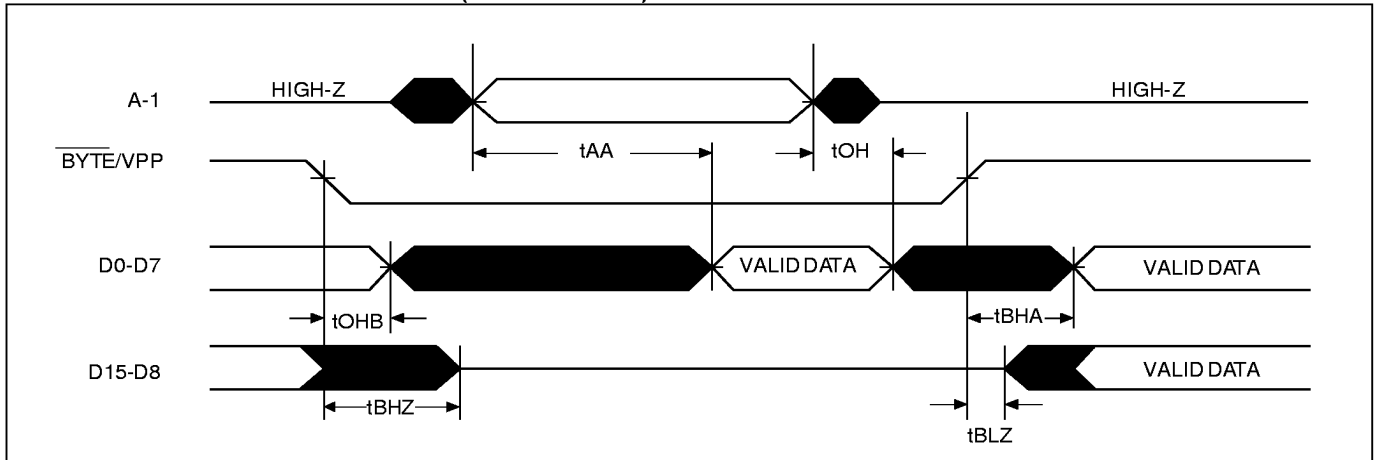 HIGH-Z
HIGH-Z
A-1
tAA
tOH
BYTE/VPP
D0-D7
VALID DATA
VALID DATA
tOHB
tBHA
D15-D8
VALID DATA
tBHZ
tBLZ